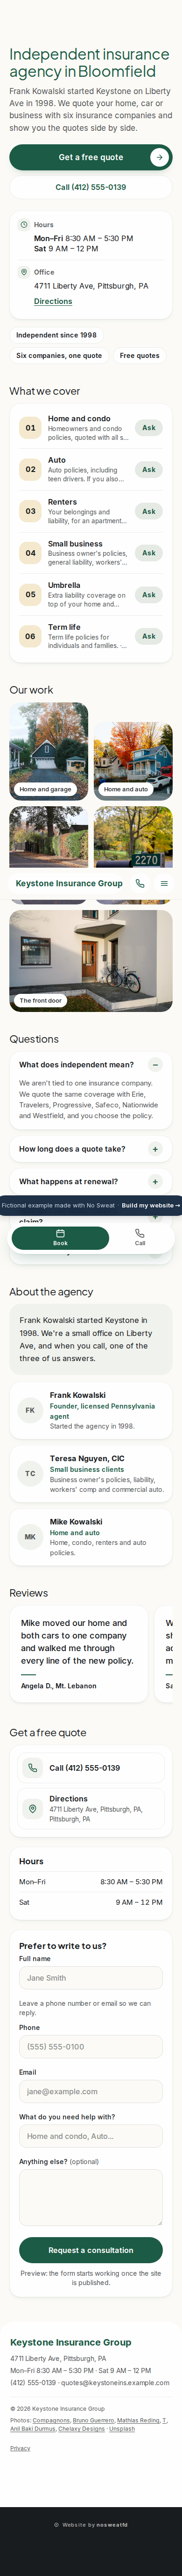 Independent insurance
agency in Bloomfield
Frank Kowalski started Keystone on Liberty
Ave in 1998. We quote your home, car or
business with six insurance companies and
show you the quotes side by side.
Get a free quote
Call (412) 555-0139
Hours
Mon–Fri 8:30 AM – 5:30 PM
Sat 9 AM – 12 PM
Office
4711 Liberty Ave, Pittsburgh, PA
Directions
Independent since 1998
Six companies, one quote
Free quotes
What we cover
01
Home and condo
Homeowners and condo
policies, quoted with all s...
Ask
02
Auto
Auto policies, including
teen drivers. If you also...
Ask
03
Renters
Your belongings and
liability, for an apartment...
Ask
04
Small business
Business owner's policies,
general liability, workers'...
Ask
05
Umbrella
Extra liability coverage on
top of your home and...
Ask
06
Term life
Term life policies for
individuals and families. ·...
Ask
Our work
Home and garage
Home and auto
2270
Keystone Insurance Group
The front door
Questions
What does independent mean?
We aren't tied to one insurance company.
We quote the same coverage with Erie,
Travelers, Progressive, Safeco, Nationwide
and Westfield, and you choose the policy.
How long does a quote take?
What happens at renewal?
Fictional example made with No Sweat · Build my website →
claim?
Book
Call
About the agency
Frank Kowalski started Keystone in
1998. We're a small office on Liberty
Ave, and when you call, one of the
three of us answers.
FK
Frank Kowalski
Founder, licensed Pennsylvania
agent
Started the agency in 1998.
TC
Teresa Nguyen, CIC
Small business clients
Business owner's policies, liability,
workers' comp and commercial auto.
MK
Mike Kowalski
Home and auto
Home, condo, renters and auto
policies.
Reviews
Mike moved our home and
both cars to one company
and walked me through
every line of the new policy.
Angela D., Mt. Lebanon
Get a free quote
Call (412) 555-0139
Directions
4711 Liberty Ave, Pittsburgh, PA,
Pittsburgh, PA
Hours
Mon–Fri 8:30 AM – 5:30 PM
Sat 9 AM – 12 PM
Prefer to write to us?
Full name
Jane Smith
Leave a phone number or email so we can
reply.
Phone
(555) 555-0100
Email
jane@example.com
What do you need help with?
Home and condo, Auto...
Anything else? (optional)
Request a consultation
Preview: the form starts working once the site
is published.
Keystone Insurance Group
4711 Liberty Ave, Pittsburgh, PA
Mon–Fri 8:30 AM – 5:30 PM · Sat 9 AM – 12 PM
(412) 555-0139 · quotes@keystoneins.example.com
© 2026 Keystone Insurance Group
Photos: Compagnons, Bruno Guerrero, Mathias Reding, T,
Anıl Baki Durmus, Chelaxy Designs · Unsplash
Privacy
Website by nosweatfd